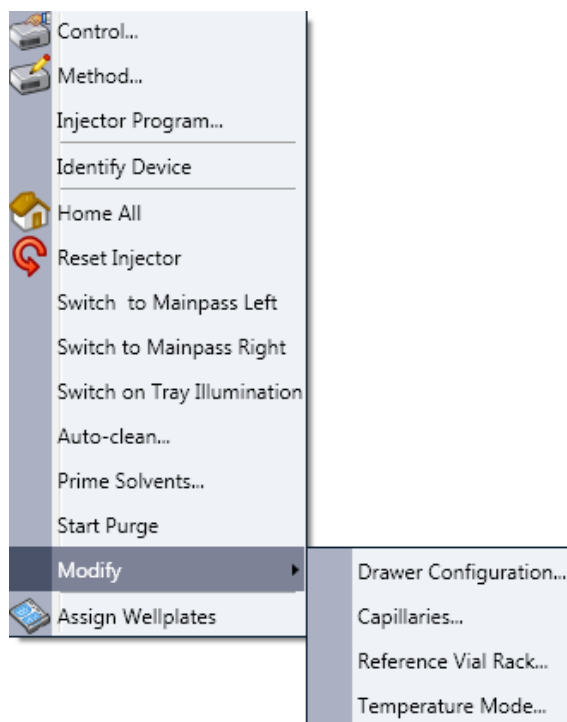 Control...
Method...
Injector Program...
Identify Device
Home All
Reset Injector
Switch  to Mainpass Left
Switch to Mainpass Right
Switch on Tray Illumination
Auto-clean...
Prime Solvents...
Start Purge
Modify
Drawer Configuration...
Capillaries...
Reference Vial Rack...
Temperature Mode...
Assign Wellplates